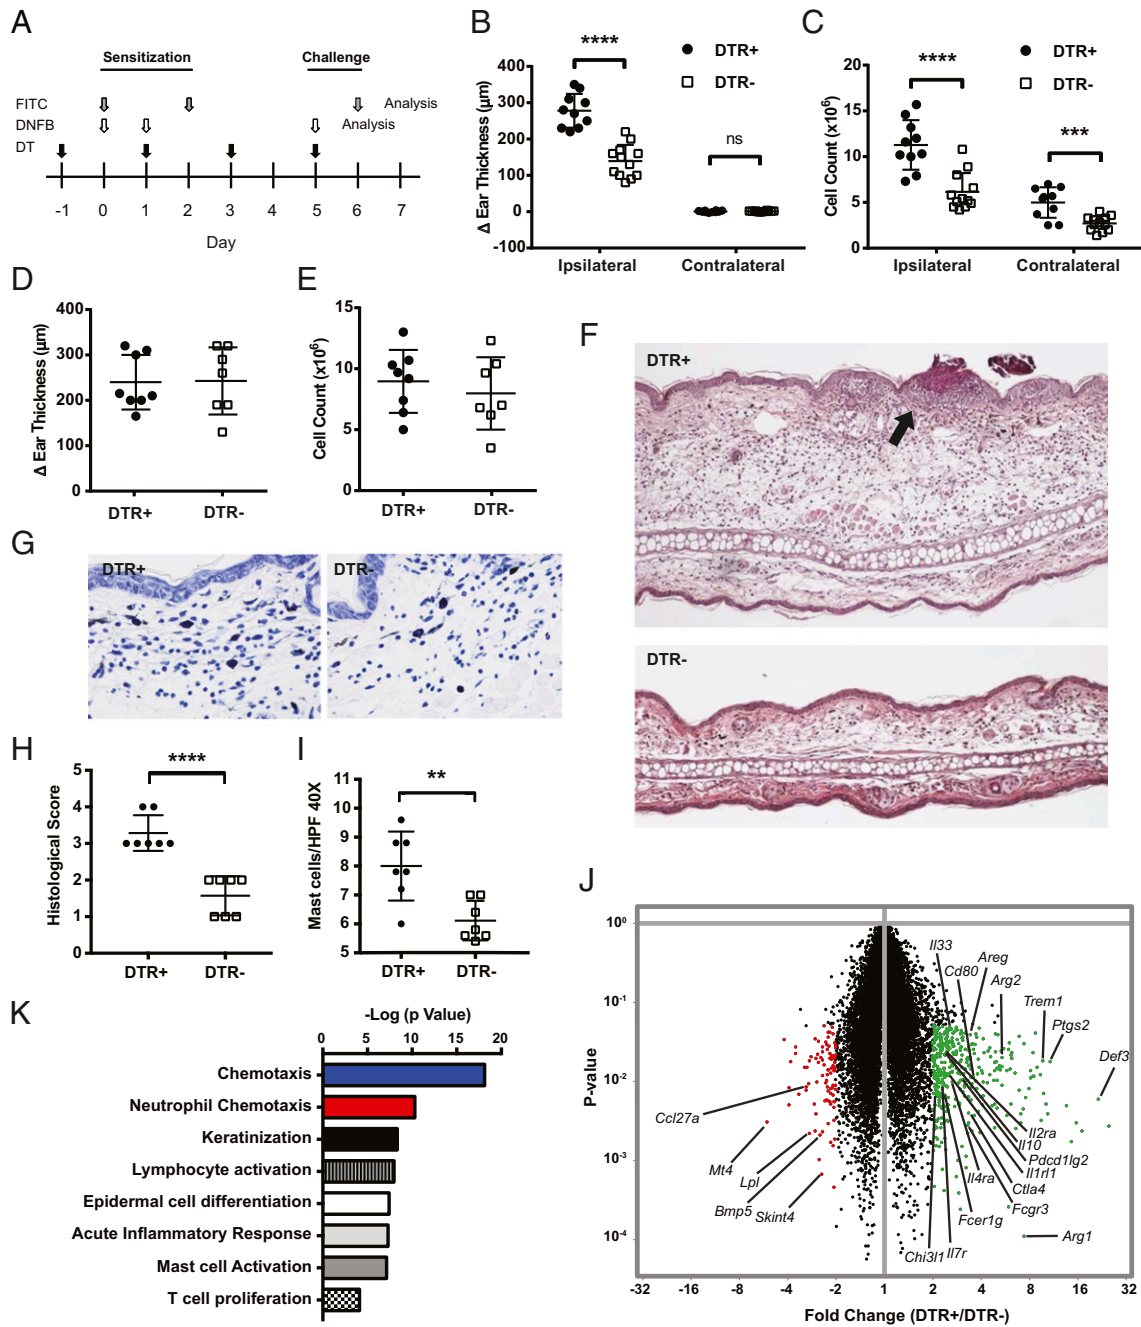 A
Sensitization
Challenge
FITC
Analysis
DNFB
Analysis
DT
-1 0 1 2 3 4 5 6 7
Day
B
****
DTR+
DTR-
ns
Δ Ear Thickness (µm)
400
300
200
100
0
-100
Ipsilateral Contralateral
C
****
DTR+
DTR-
***
Cell Count (x10⁶)
20
15
10
5
0
Ipsilateral Contralateral
D
Δ Ear Thickness (µm)
400
300
200
100
0
DTR+ DTR-
E
Cell Count (x10⁶)
15
10
5
0
DTR+ DTR-
F
DTR+
DTR-
G
DTR+
DTR-
H
****
Histological Score
5
4
3
2
1
0
DTR+ DTR-
I
**
Mast cells/HPF 40X
11
10
9
8
7
6
5
DTR+ DTR-
J
P-value
10⁰
10⁻¹
10⁻²
10⁻³
10⁻⁴
Il33
Cd80
Areg
Arg2
Trem1
Ptgs2
Def3
Ccl27a
Mt4
Lpl
Bmp5
Skint4
Il2ra
Il10
Pdcd1lg2
Il1rl1
Il4ra
Ctla4
Fcgr3
Fcer1g
Arg1
Chi3l1
Il7r
-32 -16 -8 -4 -2 1 2 4 8 16 32
Fold Change (DTR+/DTR-)
K
-Log (p Value)
0 5 10 15 20
Chemotaxis
Neutrophil Chemotaxis
Keratinization
Lymphocyte activation
Epidermal cell differentiation
Acute Inflammatory Response
Mast cell Activation
T cell proliferation